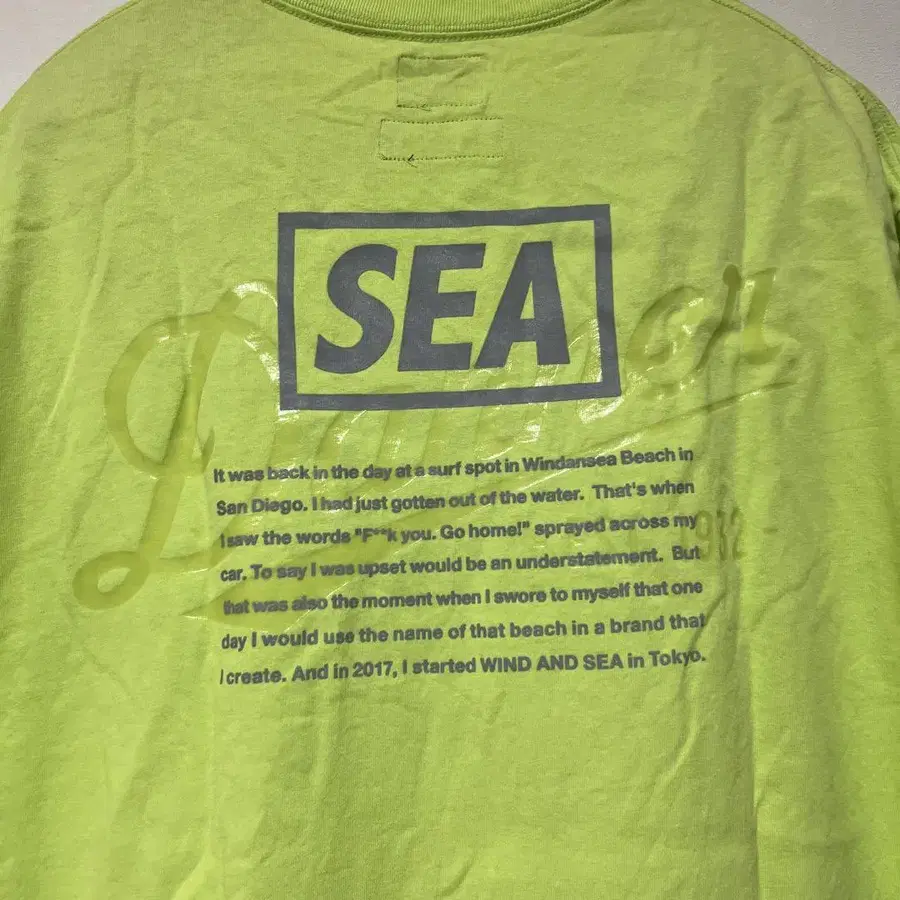 SEA
It was back in the day at a surf spot in Windansea Beach in
San Diego. I had just gotten out of the water. That's when
I saw the words "F**k you. Go home!" sprayed across my
car. To say I was upset would be an understatement. But
that was also the moment when I swore to myself that one
day I would use the name of that beach in a brand that
I create. And in 2017, I started WIND AND SEA in Tokyo.